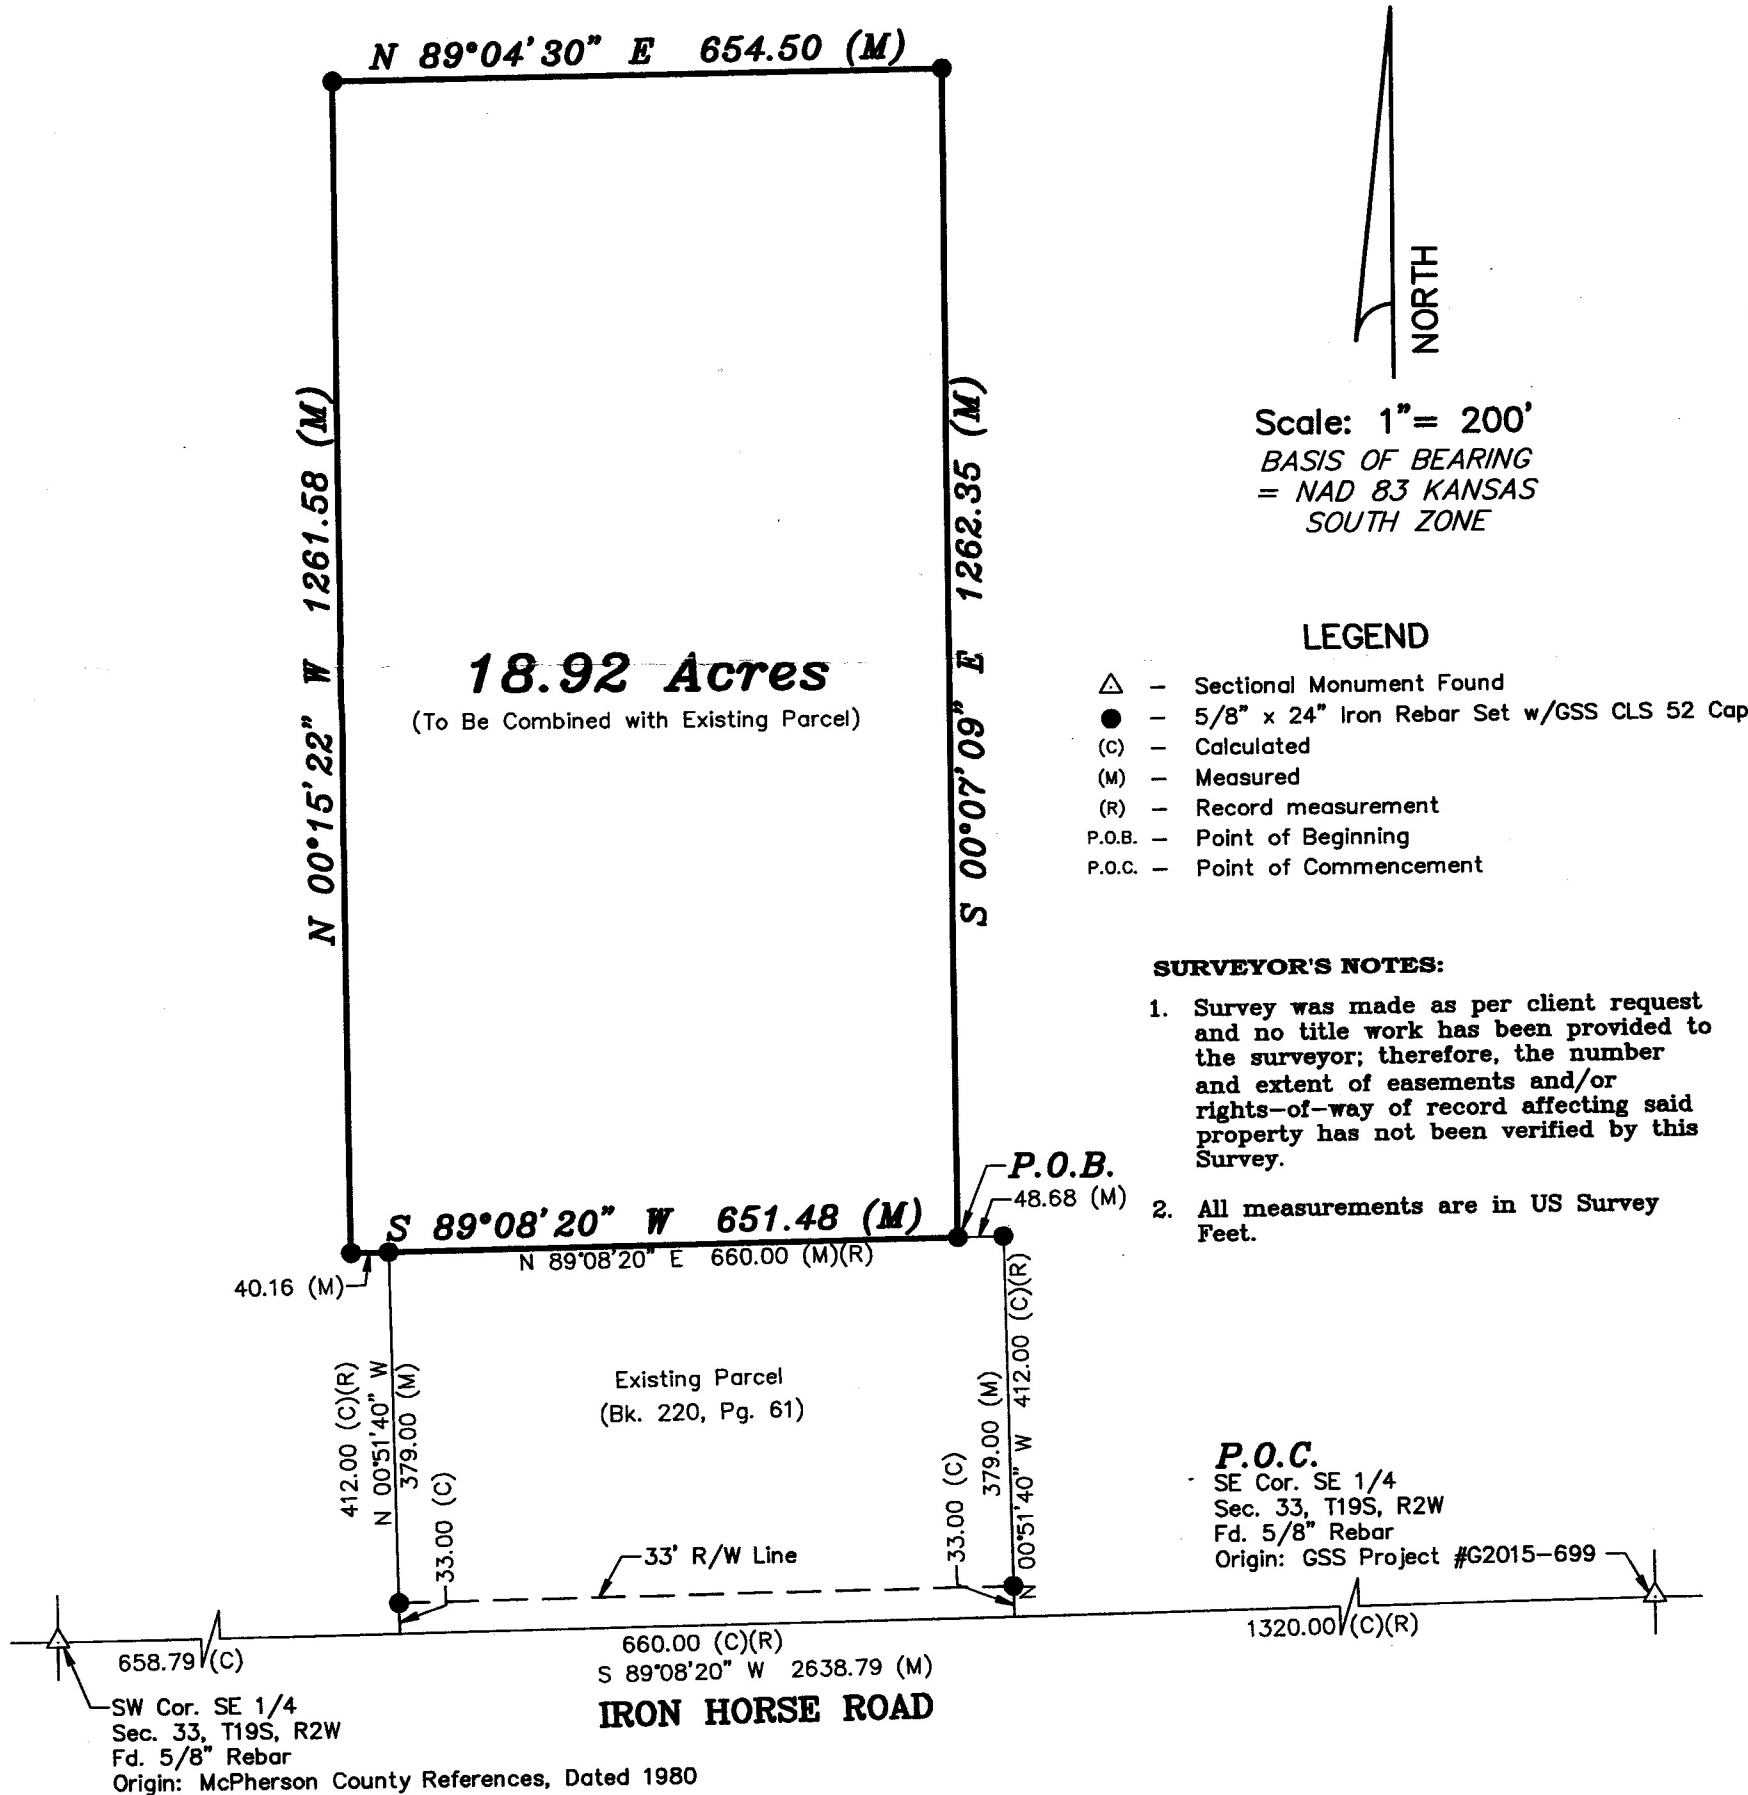 N 89°04'30" E 654.50 (M)
N 00°15'22" W 1261.58 (M)
S 00°07'09" E 1262.35 (M)
18.92 Acres
(To Be Combined with Existing Parcel)
NORTH
Scale: 1"= 200'
BASIS OF BEARING
= NAD 83 KANSAS
SOUTH ZONE
LEGEND
– Sectional Monument Found
– 5/8" x 24" Iron Rebar Set w/GSS CLS 52 Cap
(C) – Calculated
(M) – Measured
(R) – Record measurement
P.O.B. – Point of Beginning
P.O.C. – Point of Commencement
SURVEYOR'S NOTES:
1. Survey was made as per client request
and no title work has been provided to
the surveyor; therefore, the number
and extent of easements and/or
rights-of-way of record affecting said
property has not been verified by this
Survey.
2. All measurements are in US Survey
Feet.
P.O.B.
48.68 (M)
S 89°08'20" W 651.48 (M)
N 89°08'20" E 660.00 (M)(R)
40.16 (M)
412.00 (C)(R)
N 00°51'40" W
379.00 (M)
33.00 (C)
Existing Parcel
(Bk. 220, Pg. 61)
33.00 (C)
379.00 (M)
N 00°51'40" W 412.00 (C)(R)
33' R/W Line
P.O.C.
SE Cor. SE 1/4
Sec. 33, T19S, R2W
Fd. 5/8" Rebar
Origin: GSS Project #G2015-699
658.79 (C)
660.00 (C)(R)
1320.00 (C)(R)
S 89°08'20" W 2638.79 (M)
IRON HORSE ROAD
SW Cor. SE 1/4
Sec. 33, T19S, R2W
Fd. 5/8" Rebar
Origin: McPherson County References, Dated 1980